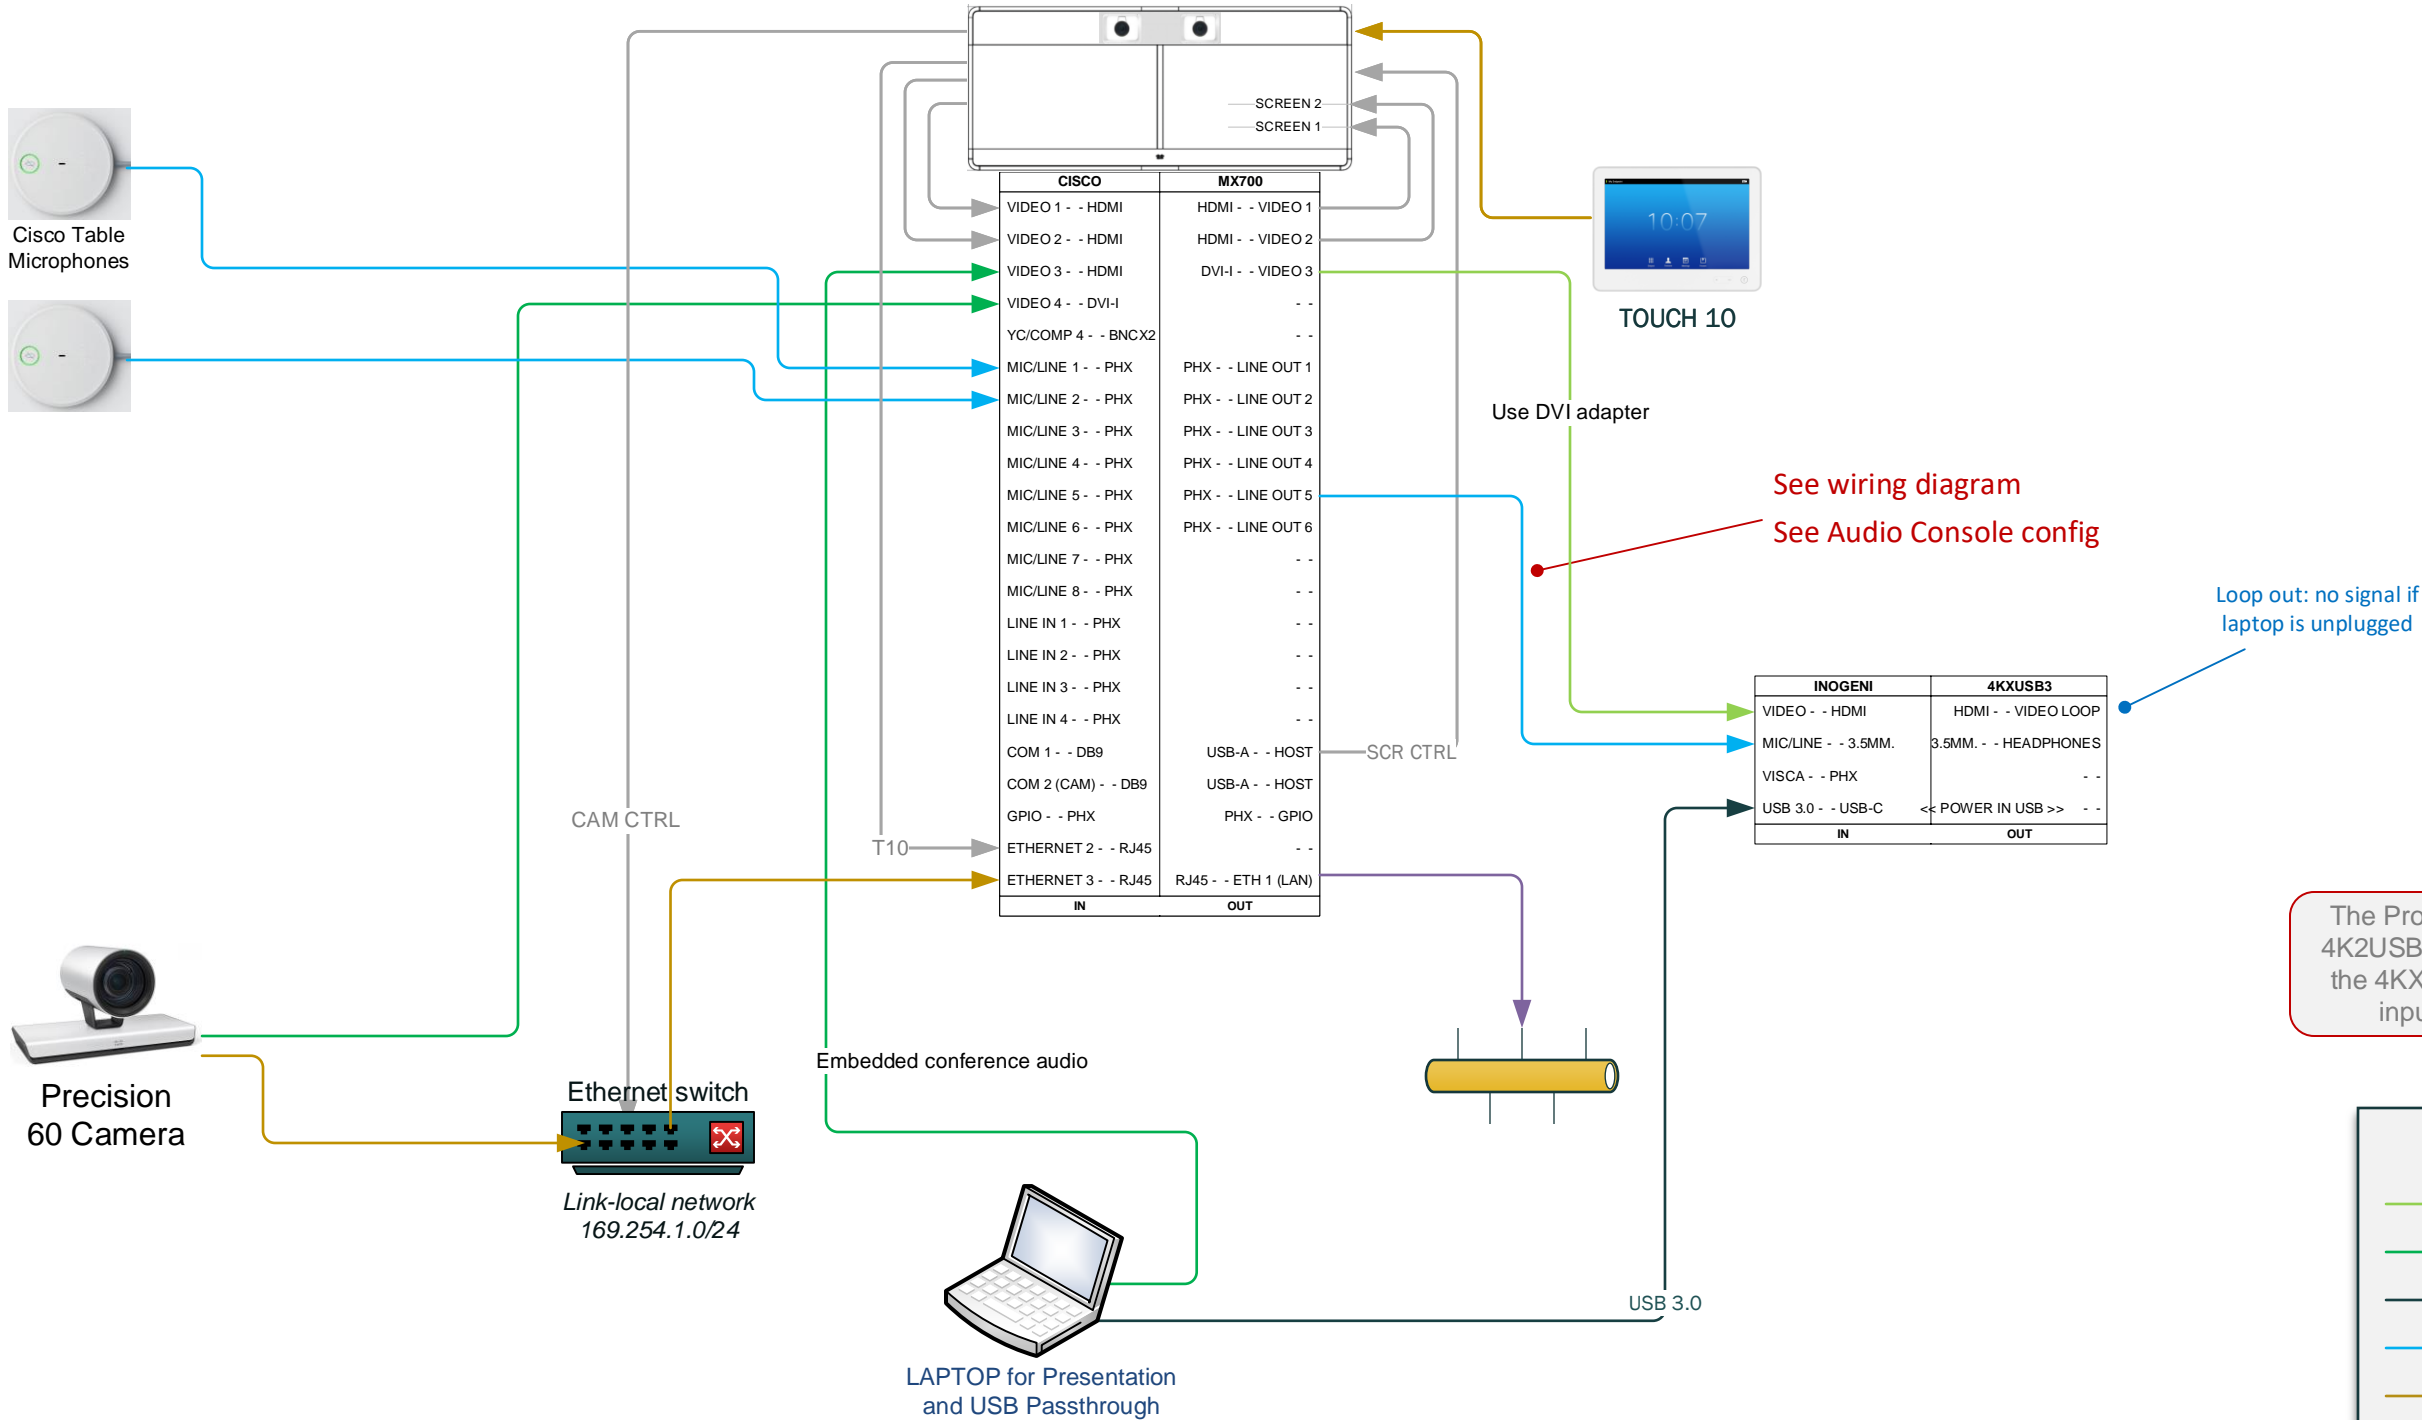 SCREEN 2
SCREEN 1
CISCO MX700
VIDEO 1 - - HDMI HDMI - - VIDEO 1
VIDEO 2 - - HDMI HDMI - - VIDEO 2
VIDEO 3 - - HDMI DVI-I - - VIDEO 3
VIDEO 4 - - DVI-I - -
YC/COMP 4 - - BNCX2 - -
MIC/LINE 1 - - PHX PHX - - LINE OUT 1
MIC/LINE 2 - - PHX PHX - - LINE OUT 2
MIC/LINE 3 - - PHX PHX - - LINE OUT 3
MIC/LINE 4 - - PHX PHX - - LINE OUT 4
MIC/LINE 5 - - PHX PHX - - LINE OUT 5
MIC/LINE 6 - - PHX PHX - - LINE OUT 6
MIC/LINE 7 - - PHX - -
MIC/LINE 8 - - PHX - -
LINE IN 1 - - PHX - -
LINE IN 2 - - PHX - -
LINE IN 3 - - PHX - -
LINE IN 4 - - PHX - -
COM 1 - - DB9 USB-A - - HOST
COM 2 (CAM) - - DB9 USB-A - - HOST
GPIO - - PHX PHX - - GPIO
ETHERNET 2 - - RJ45 - -
ETHERNET 3 - - RJ45 RJ45 - - ETH 1 (LAN)
IN OUT
Cisco Table
Microphones
10:07
TOUCH 10
Use DVI adapter
See wiring diagram
See Audio Console config
Loop out: no signal if
laptop is unplugged
INOGENI 4KXUSB3
VIDEO - - HDMI HDMI - - VIDEO LOOP
MIC/LINE - - 3.5MM. 3.5MM. - - HEADPHONES
VISCA - - PHX - -
USB 3.0 - - USB-C << POWER IN USB >> - -
IN OUT
SCR CTRL
CAM CTRL
T10
The Pro
4K2USB
the 4KX
inpu
Precision
60 Camera
Ethernet switch
Link-local network
169.254.1.0/24
Embedded conference audio
USB 3.0
LAPTOP for Presentation
and USB Passthrough